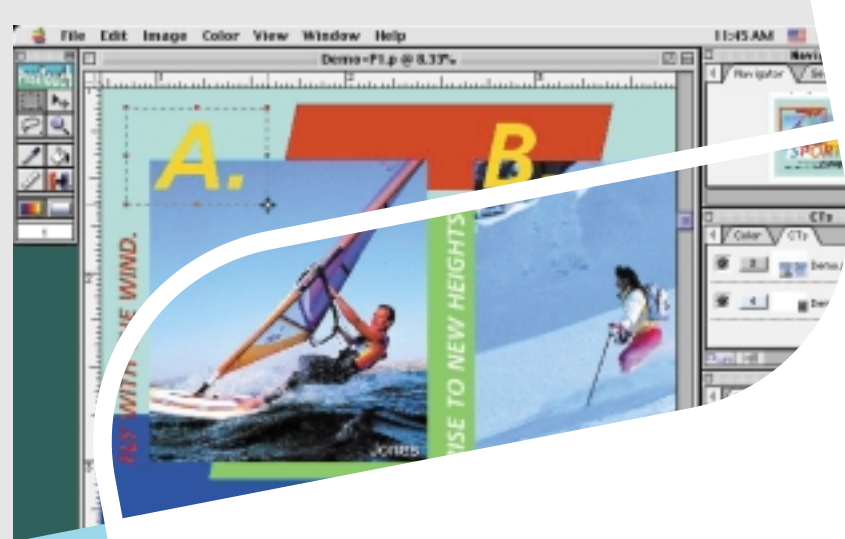 File Edit Image Color View Window Help
11:45 AM
Demo-P1.p @ 8.33%
Navigator
A.
B.
FLY WITH THE WIND.
RISE TO NEW HEIGHTS
Jones
CTs
Color CTs